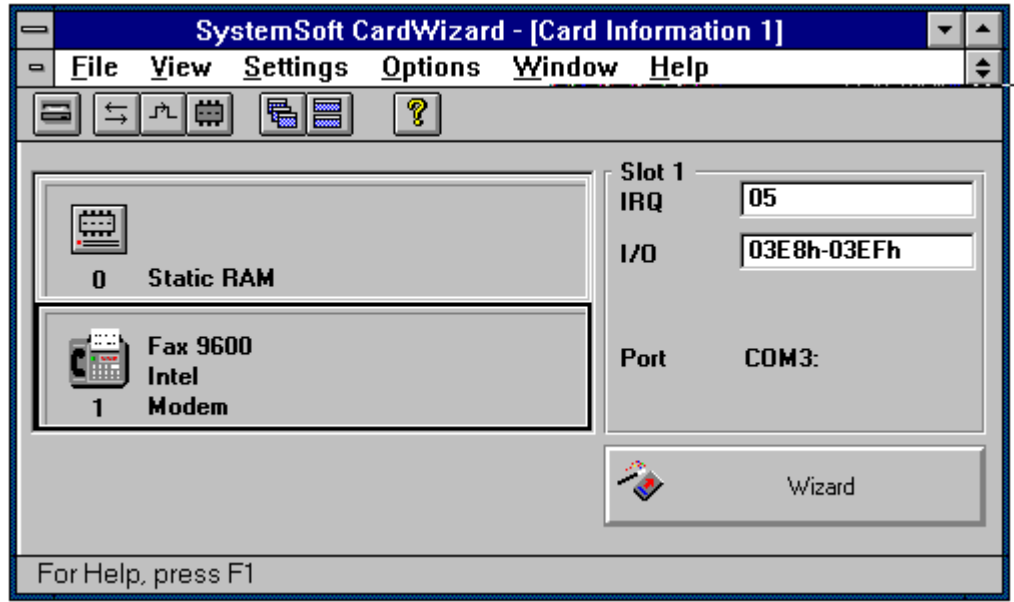 SystemSoft CardWizard - [Card Information 1]
File View Settings Options Window Help
?
0 Static RAM
Fax 9600
Intel
1 Modem
Slot 1
IRQ 05
I/O 03E8h-03EFh
Port COM3:
Wizard
For Help, press F1